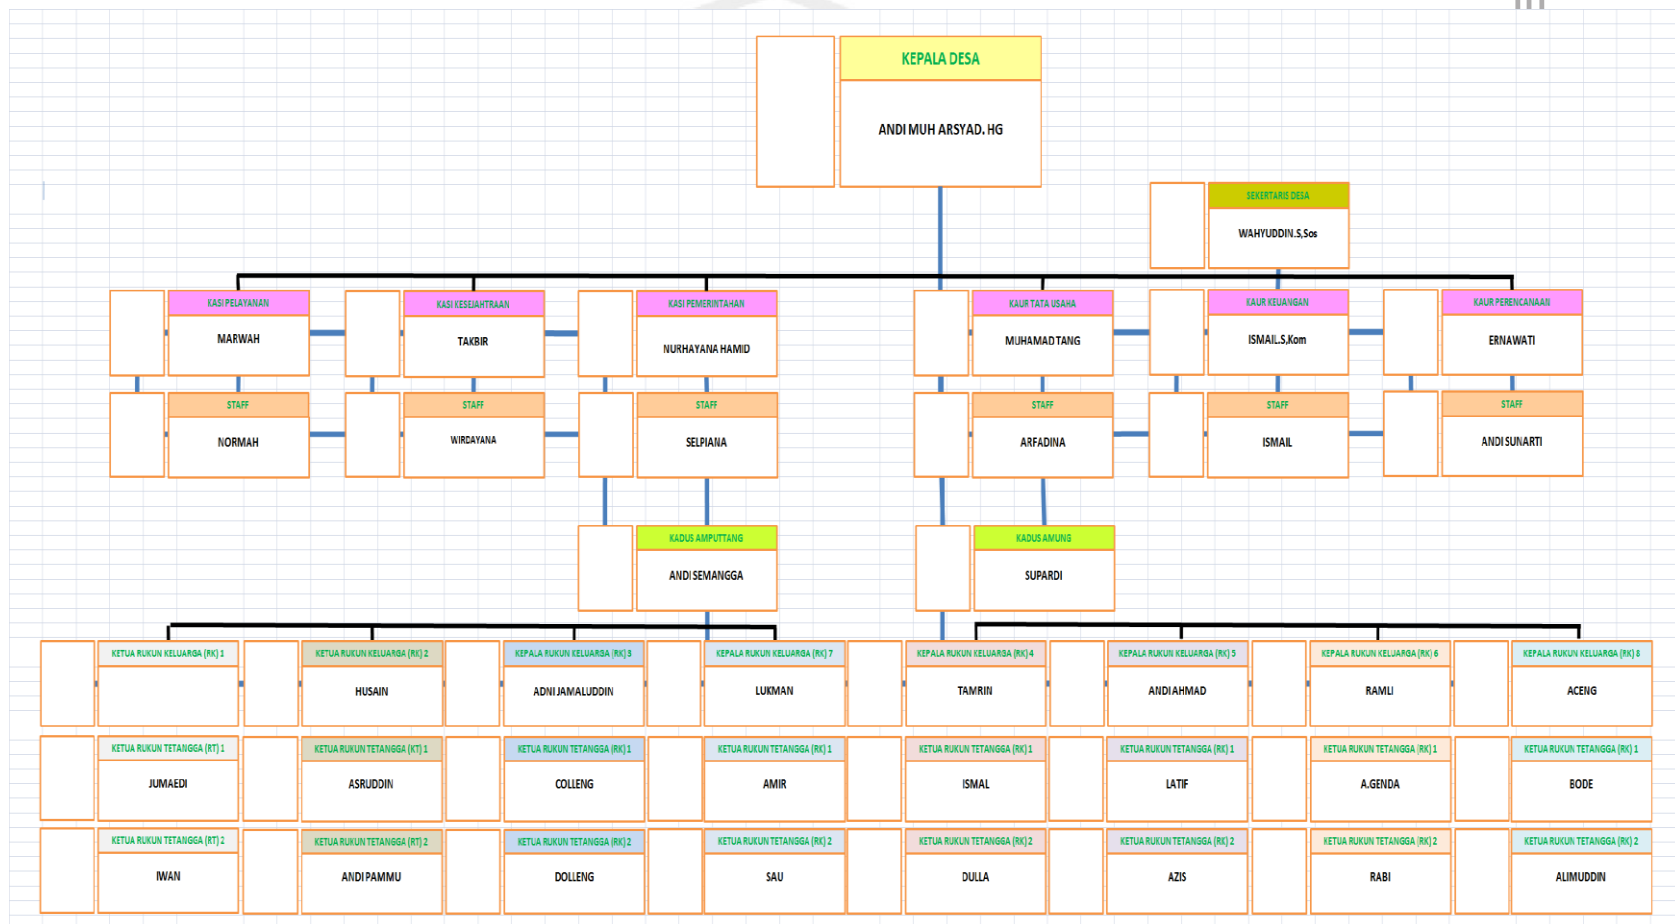 KEPALA DESA
ANDI MUH ARSYAD. HG
SEKERTARIS DESA
WAHYUDDIN.S,Sos
KASI PELAYANAN
MARWAH
KASI KESEJAHTRAAN
TAKBIR
KASI PEMERINTAHAN
NURHAYANA HAMID
KAUR TATA USAHA
MUHAMAD TANG
KAUR KEUANGAN
ISMAIL.S,Kom
KAUR PERENCANAAN
ERNAWATI
STAFF
NORMAH
STAFF
WIRDAYANA
STAFF
SELPIANA
STAFF
ARFADINA
STAFF
ISMAIL
STAFF
ANDI SUNARTI
KADUS AMPUTTANG
ANDI SEMANGGA
KADUS AMUNG
SUPARDI
KETUA RUKUN KELUARGA (RK) 1
KETUA RUKUN KELUARGA (RK) 2
HUSAIN
KEPALA RUKUN KELUARGA (RK) 3
ADNI JAMALUDDIN
KEPALA RUKUN KELUARGA (RK) 7
LUKMAN
KEPALA RUKUN KELUARGA (RK) 4
TAMRIN
KEPALA RUKUN KELUARGA (RK) 5
ANDI AHMAD
KEPALA RUKUN KELUARGA (RK) 6
RAMLI
KEPALA RUKUN KELUARGA (RK) 8
ACENG
KETUA RUKUN TETANGGA (RT) 1
JUMAEDI
KETUA RUKUN TETANGGA (KT) 1
ASRUDDIN
KETUA RUKUN TETANGGA (RK) 1
COLLENG
KETUA RUKUN TETANGGA (RK) 1
AMIR
KETUA RUKUN TETANGGA (RK) 1
ISMAL
KETUA RUKUN TETANGGA (RK) 1
LATIF
KETUA RUKUN TETANGGA (RK) 1
A.GENDA
KETUA RUKUN TETANGGA (RK) 1
BODE
KETUA RUKUN TETANGGA (RT) 2
IWAN
KETUA RUKUN TETANGGA (RT) 2
ANDI PAMMU
KETUA RUKUN TETANGGA (RK) 2
DOLLENG
KETUA RUKUN TETANGGA (RK) 2
SAU
KETUA RUKUN TETANGGA (RK) 2
DULLA
KETUA RUKUN TETANGGA (RK) 2
AZIS
KETUA RUKUN TETANGGA (RK) 2
RABI
KETUA RUKUN TETANGGA (RK) 2
ALIMUDDIN